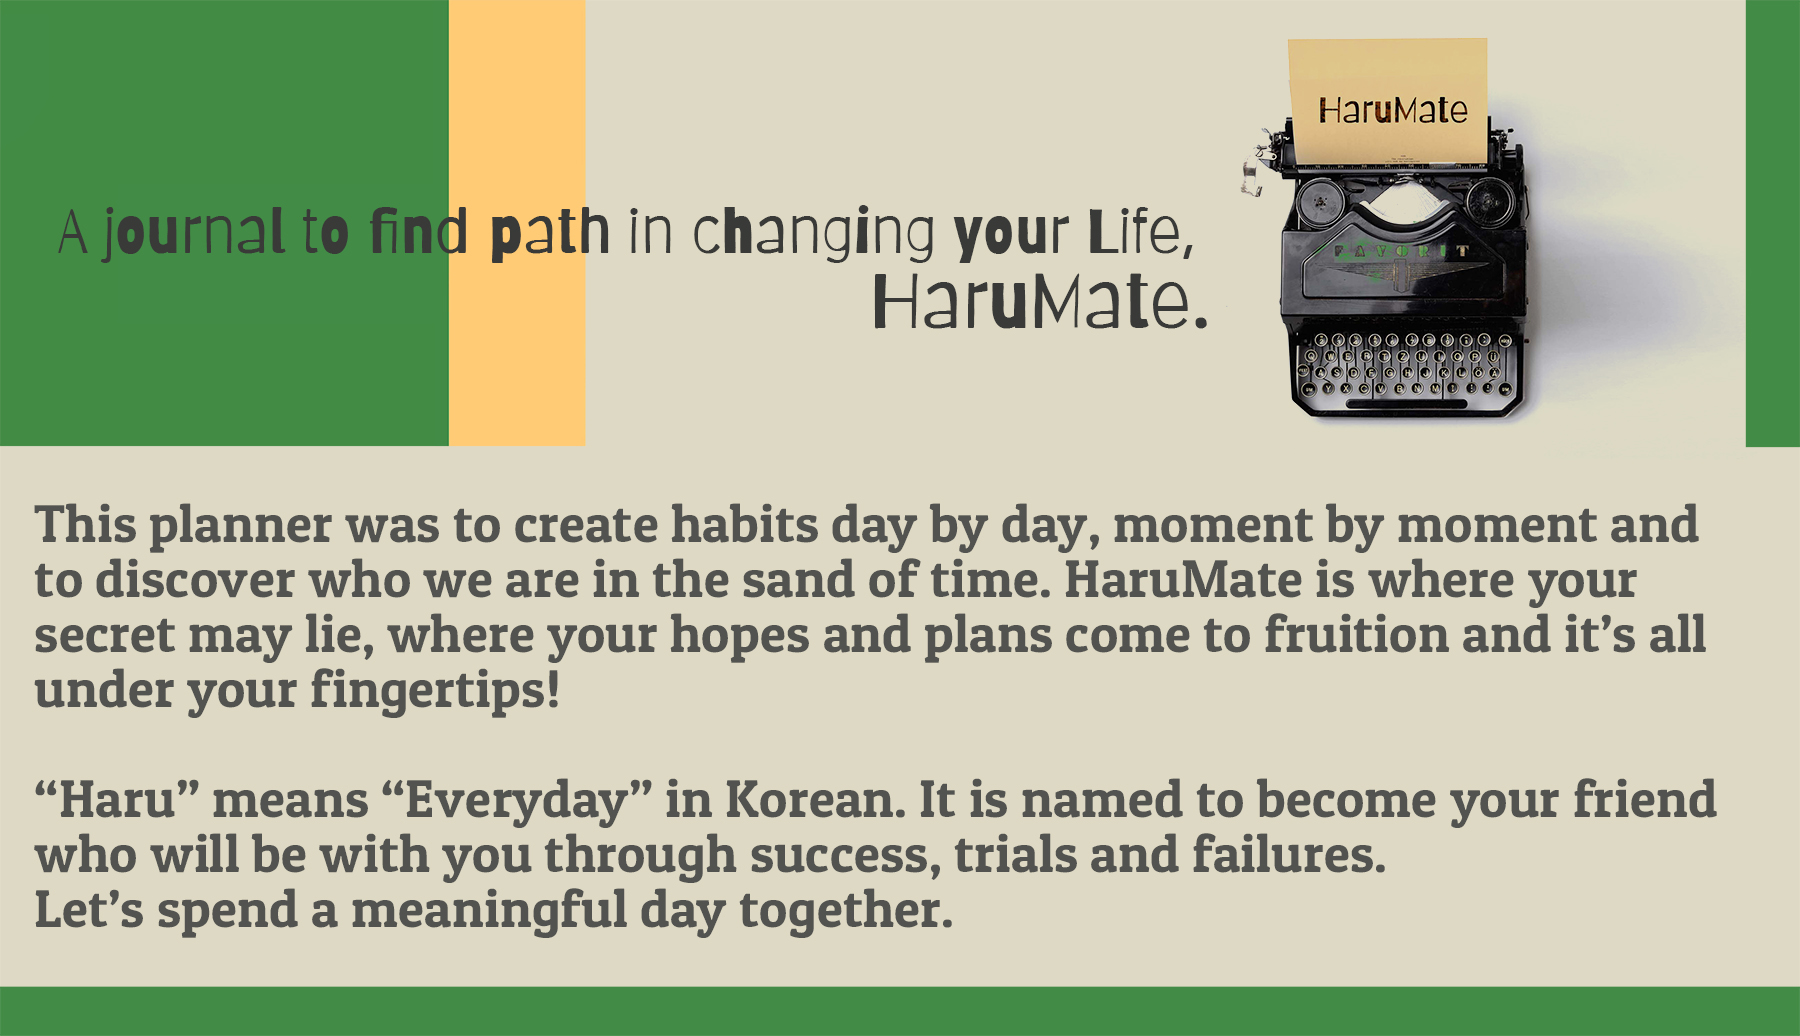 HaruMate
A journal to find path in changing your Life,
HaruMate.
FAVORIT
Q W E R T Z U I O P Ü
A S D F G H J K L Ö Ä
Y X C V B N M
This planner was to create habits day by day, moment by moment and
to discover who we are in the sand of time. HaruMate is where your
secret may lie, where your hopes and plans come to fruition and it’s all
under your fingertips!
“Haru” means “Everyday” in Korean. It is named to become your friend
who will be with you through success, trials and failures.
Let’s spend a meaningful day together.